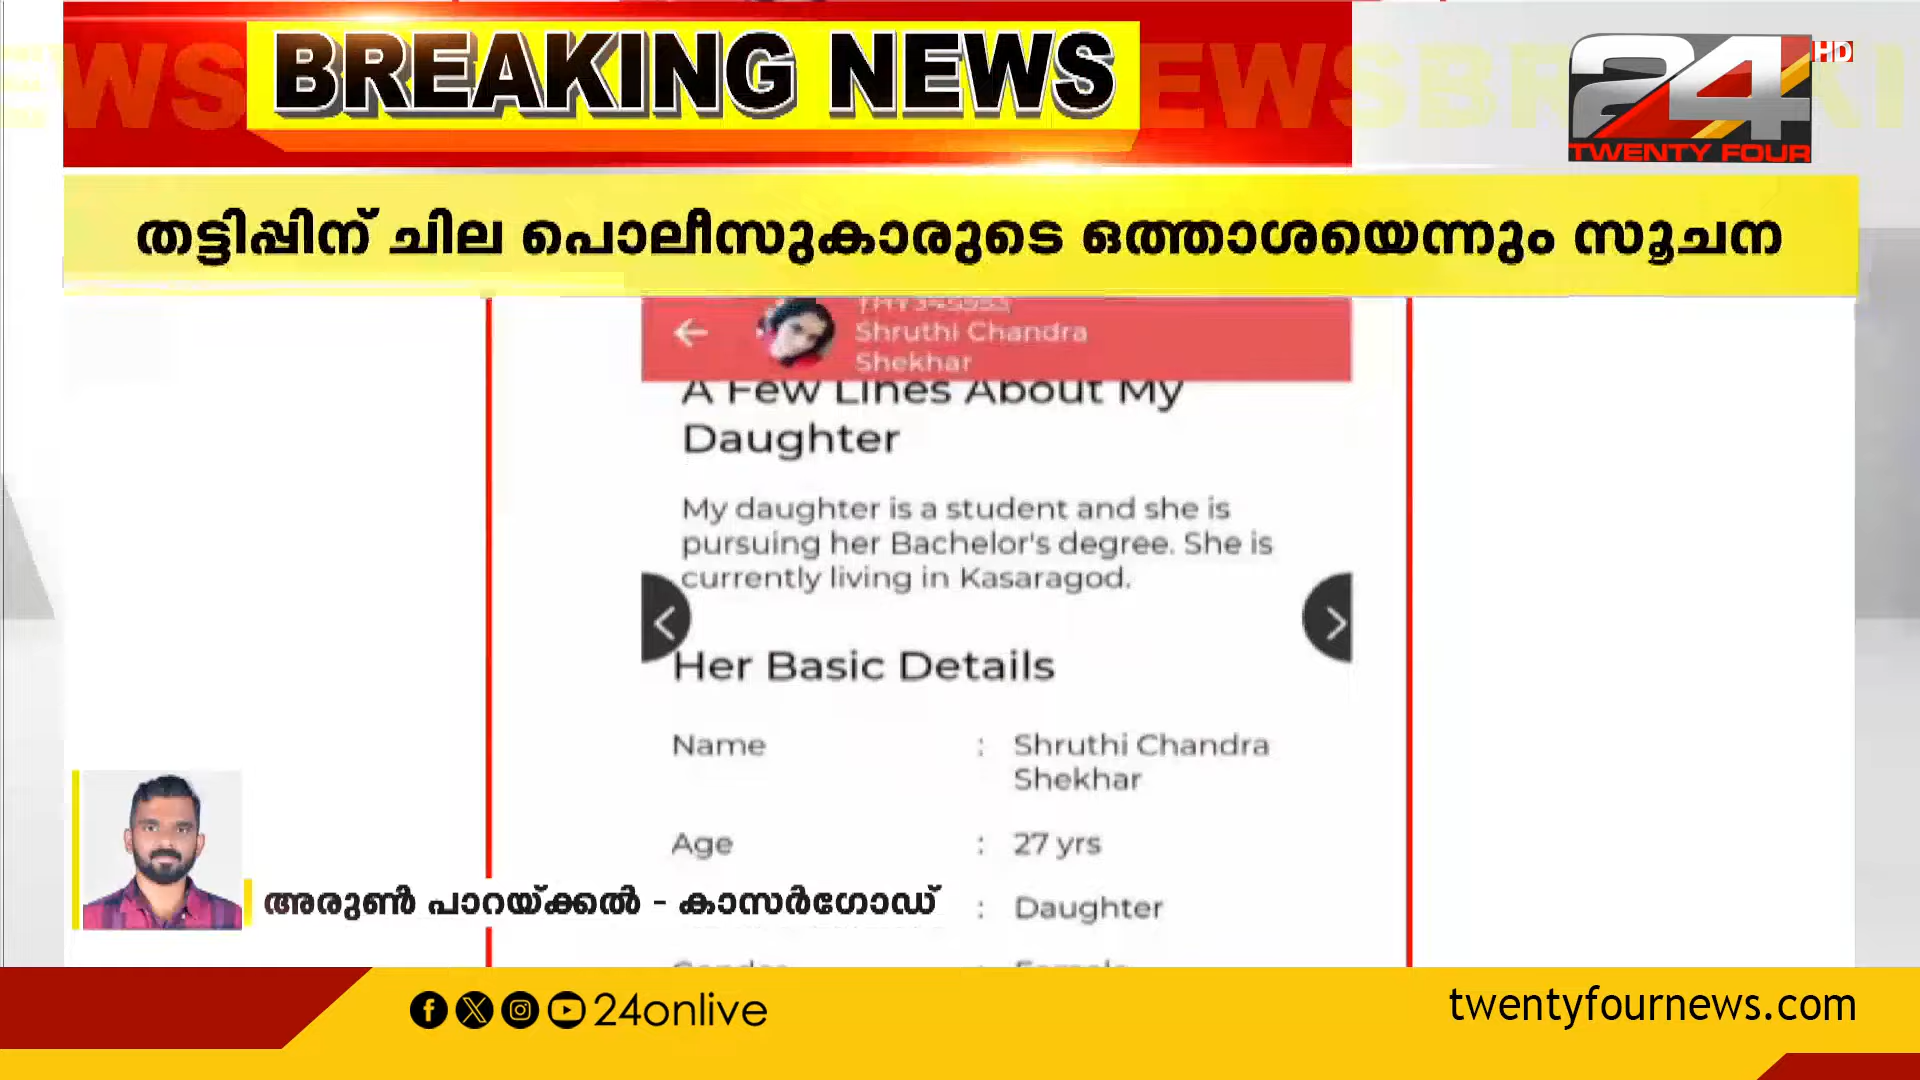 BREAKING NEWS
24 HD
TWENTY FOUR
തട്ടിപ്പിന് ചില പൊലീസുകാരുടെ ഒത്താശയെന്നും സൂചന
Shruthi Chandra
Shekhar
A Few Lines About My
Daughter
My daughter is a student and she is
pursuing her Bachelor's degree. She is
currently living in Kasaragod.
Her Basic Details
Name : Shruthi Chandra
Shekhar
Age : 27 yrs
: Daughter
അരുൺ പാറയ്ക്കൽ - കാസർഗോഡ്
24onlive
twentyfournews.com